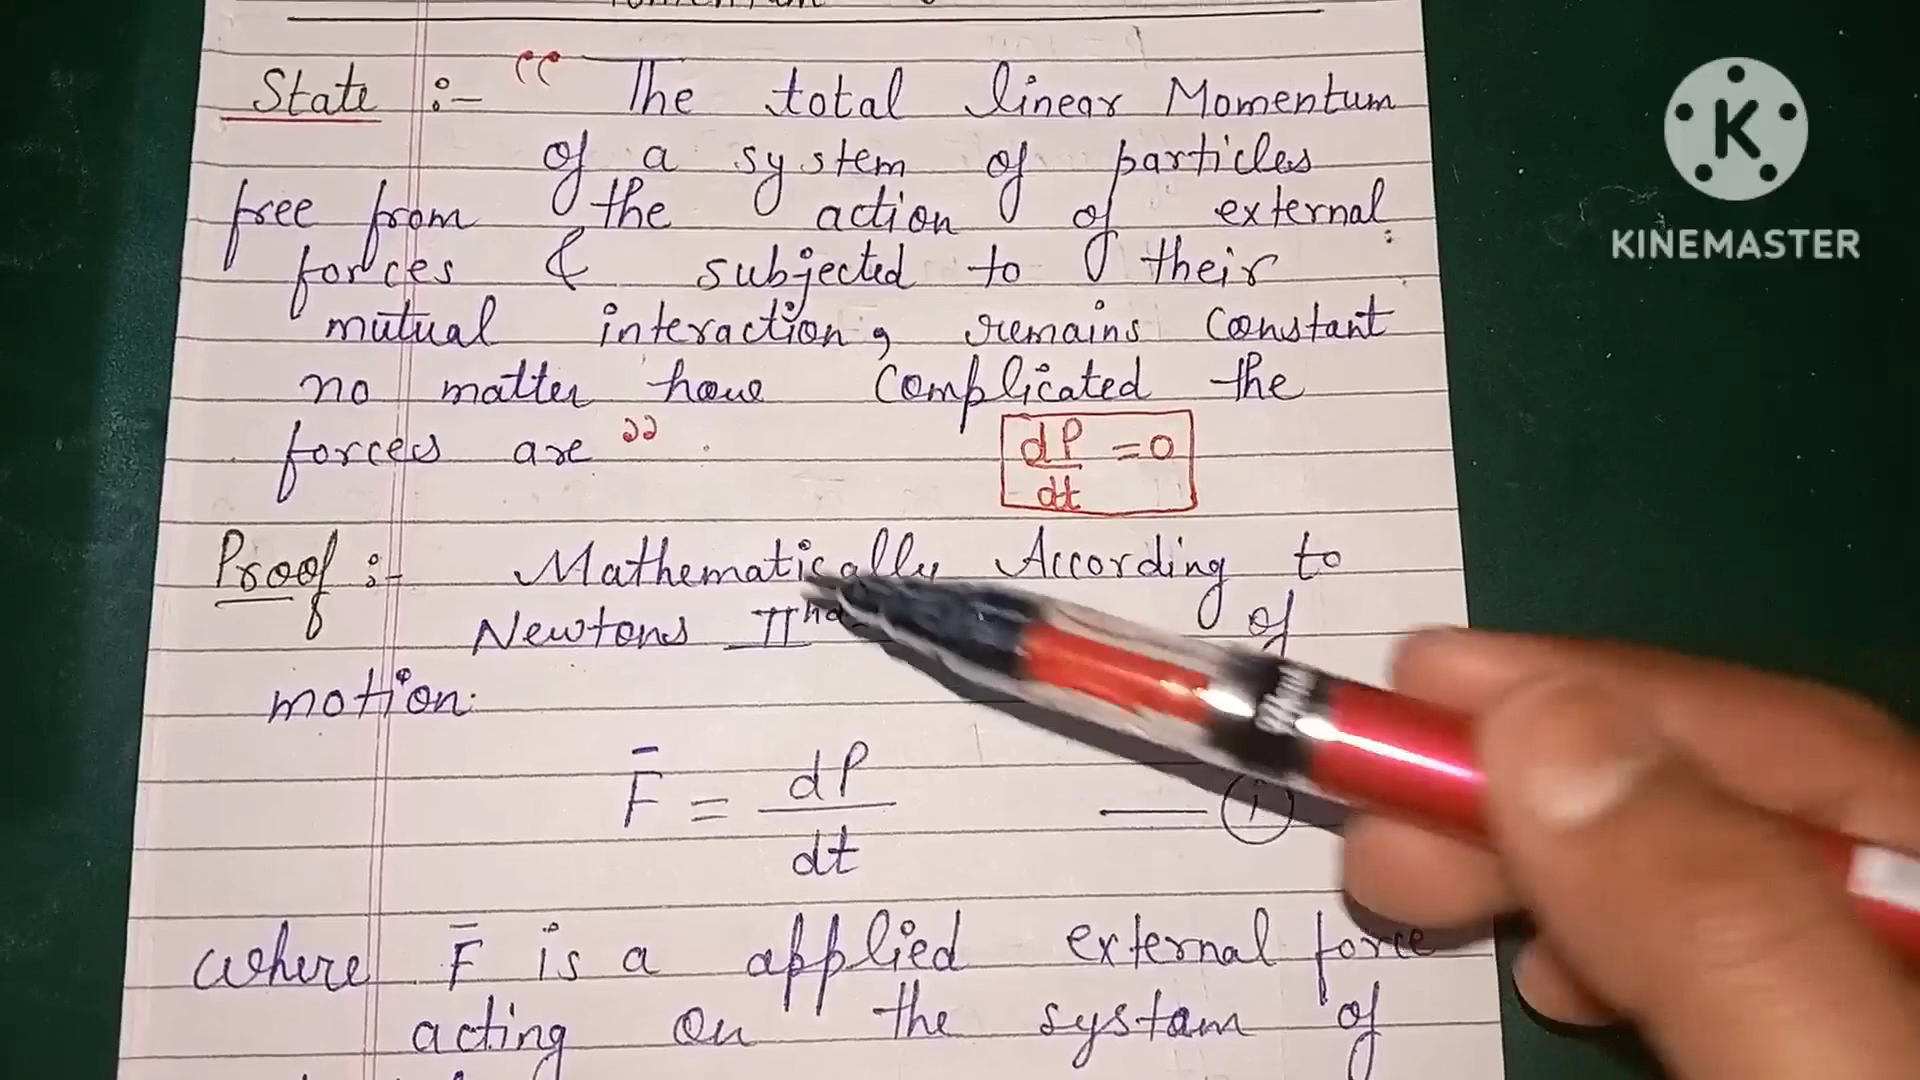 State :- “ The total linear Momentum
of a system of particles
free from the action of external
forces & subjected to their
mutual interaction, remains constant
no matter how complicated the
forces are ”.
dP/dt = 0
Proof :- Mathematically According to
Newtons IInd of
motion.
F̄ = dP/dt —— (i)
where F̄ is a applied external force
acting on the system of
K
KINEMASTER